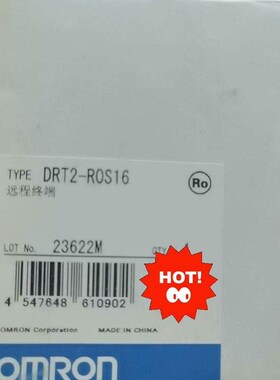 TYPE DRT2-ROS16
远程终端
Ro
LOT No. 23622M QTY
HOT!
4 547648 610902
OMRON Corporation MADE IN CHINA
OMRON